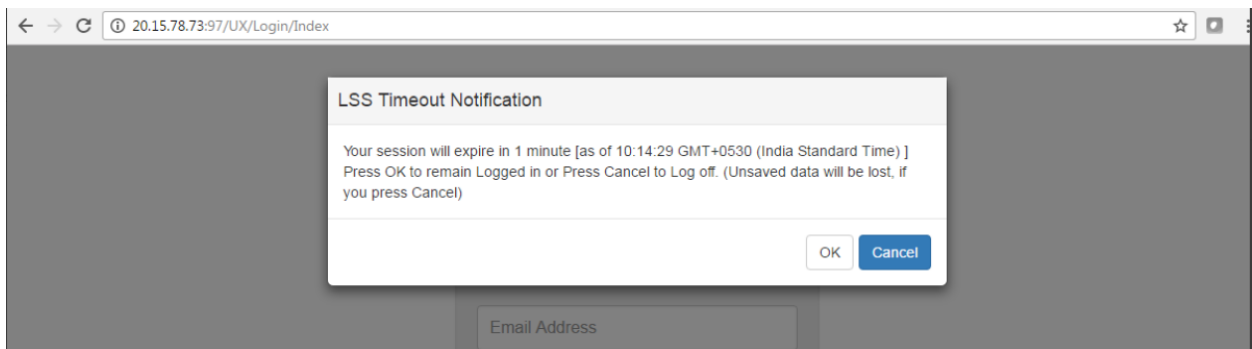 20.15.78.73:97/UX/Login/Index
LSS Timeout Notification
Your session will expire in 1 minute [as of 10:14:29 GMT+0530 (India Standard Time) ]
Press OK to remain Logged in or Press Cancel to Log off. (Unsaved data will be lost, if
you press Cancel)
OK Cancel
Email Address